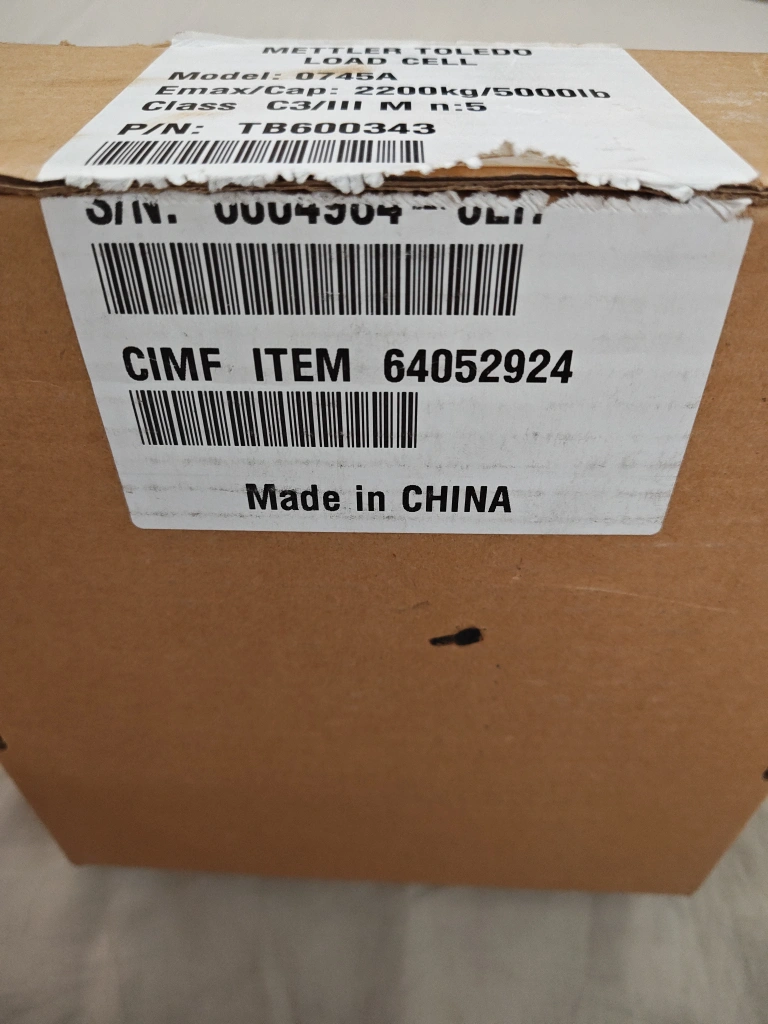 METTLER TOLEDO
LOAD CELL
Model: 0745A
Emax/Cap: 2200kg/5000lb
Class C3/III M n:5
P/N: TB600343
S/N:
CIMF ITEM 64052924
Made in CHINA